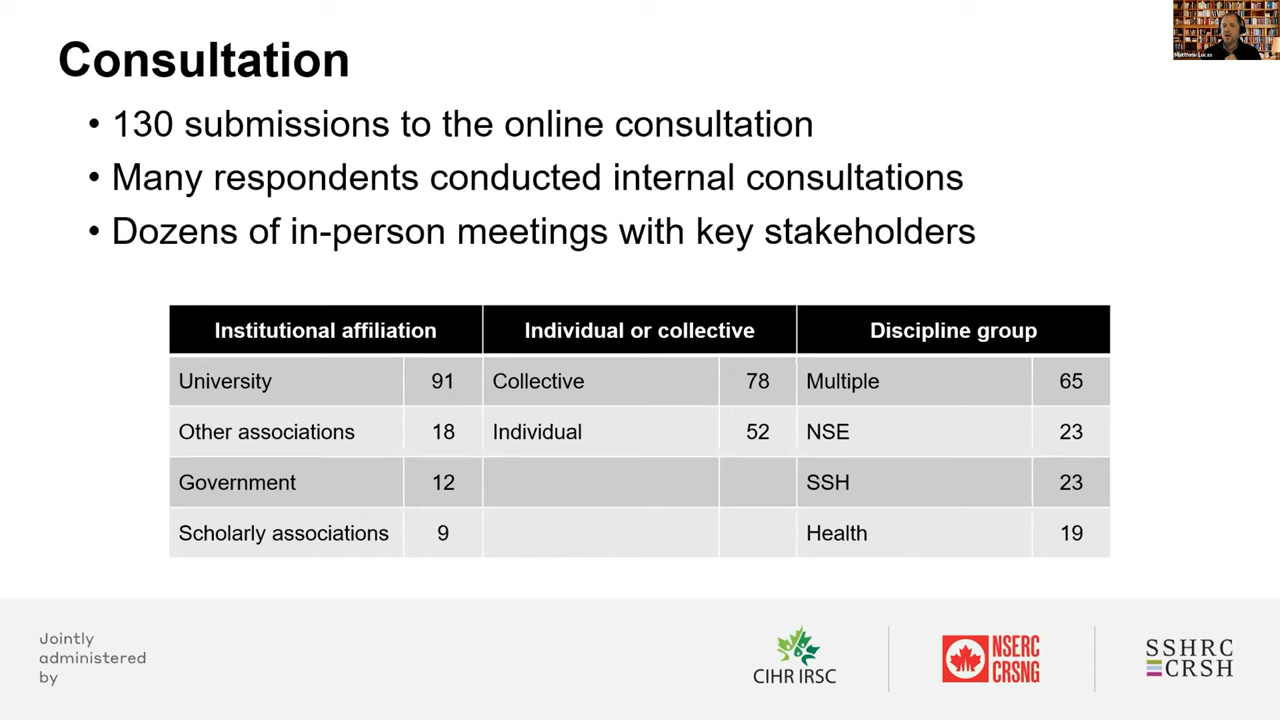 Consultation
Matthew Lucas
• 130 submissions to the online consultation
• Many respondents conducted internal consultations
• Dozens of in-person meetings with key stakeholders
Institutional affiliation Individual or collective Discipline group
University 91 Collective 78 Multiple 65
Other associations 18 Individual 52 NSE 23
Government 12 SSH 23
Scholarly associations 9 Health 19
Jointly
administered
by
CIHR IRSC
NSERC
CRSNG
SSHRC
CRSH